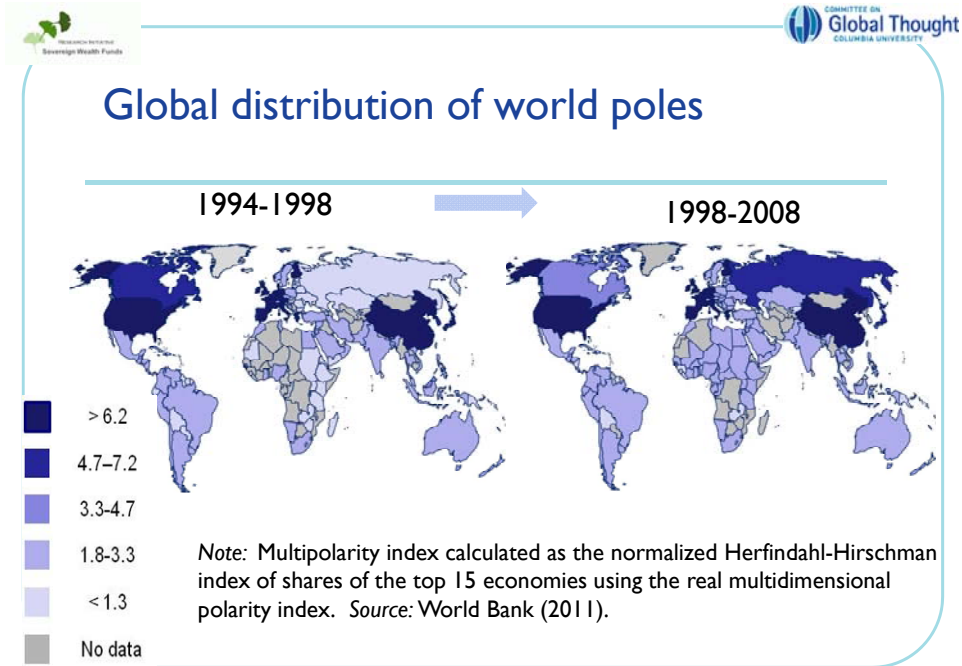 RESEARCH INITIATIVE
Sovereign Wealth Funds
COMMITTEE ON
Global Thought
COLUMBIA UNIVERSITY
Global distribution of world poles
1994-1998
1998-2008
> 6.2
4.7–7.2
3.3-4.7
1.8-3.3
< 1.3
No data
Note: Multipolarity index calculated as the normalized Herfindahl-Hirschman
index of shares of the top 15 economies using the real multidimensional
polarity index. Source: World Bank (2011).